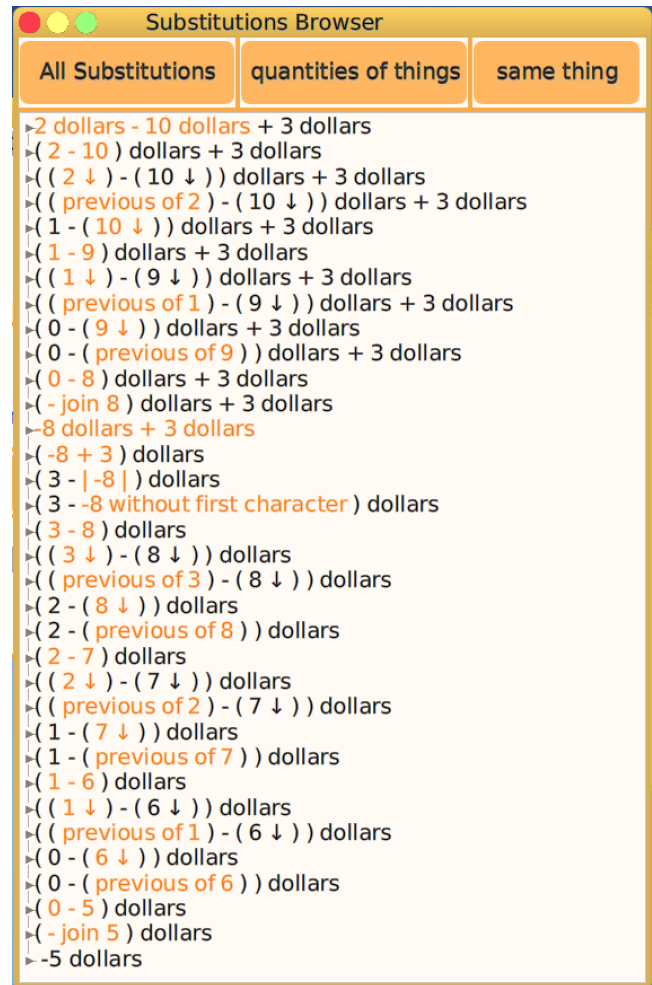 Substitutions Browser
All Substitutions
quantities of things
same thing
2 dollars - 10 dollars + 3 dollars
( 2 - 10 ) dollars + 3 dollars
( ( 2 ↓ ) - ( 10 ↓ ) ) dollars + 3 dollars
( ( previous of 2 ) - ( 10 ↓ ) ) dollars + 3 dollars
( 1 - ( 10 ↓ ) ) dollars + 3 dollars
( 1 - 9 ) dollars + 3 dollars
( ( 1 ↓ ) - ( 9 ↓ ) ) dollars + 3 dollars
( ( previous of 1 ) - ( 9 ↓ ) ) dollars + 3 dollars
( 0 - ( 9 ↓ ) ) dollars + 3 dollars
( 0 - ( previous of 9 ) ) dollars + 3 dollars
( 0 - 8 ) dollars + 3 dollars
( - join 8 ) dollars + 3 dollars
-8 dollars + 3 dollars
( -8 + 3 ) dollars
( 3 - | -8 | ) dollars
( 3 - -8 without first character ) dollars
( 3 - 8 ) dollars
( ( 3 ↓ ) - ( 8 ↓ ) ) dollars
( ( previous of 3 ) - ( 8 ↓ ) ) dollars
( 2 - ( 8 ↓ ) ) dollars
( 2 - ( previous of 8 ) ) dollars
( 2 - 7 ) dollars
( ( 2 ↓ ) - ( 7 ↓ ) ) dollars
( ( previous of 2 ) - ( 7 ↓ ) ) dollars
( 1 - ( 7 ↓ ) ) dollars
( 1 - ( previous of 7 ) ) dollars
( 1 - 6 ) dollars
( ( 1 ↓ ) - ( 6 ↓ ) ) dollars
( ( previous of 1 ) - ( 6 ↓ ) ) dollars
( 0 - ( 6 ↓ ) ) dollars
( 0 - ( previous of 6 ) ) dollars
( 0 - 5 ) dollars
( - join 5 ) dollars
-5 dollars